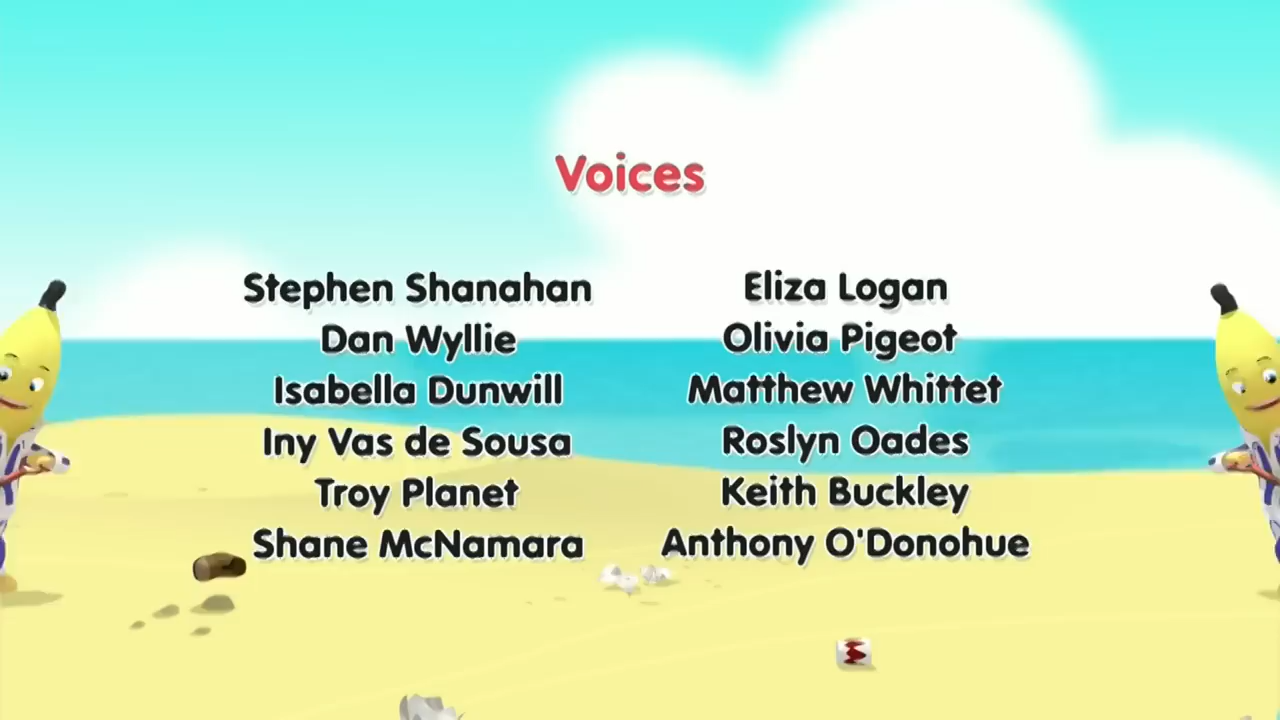 Voices
Stephen Shanahan
Dan Wyllie
Isabella Dunwill
Iny Vas de Sousa
Troy Planet
Shane McNamara
Eliza Logan
Olivia Pigeot
Matthew Whittet
Roslyn Oades
Keith Buckley
Anthony O'Donohue